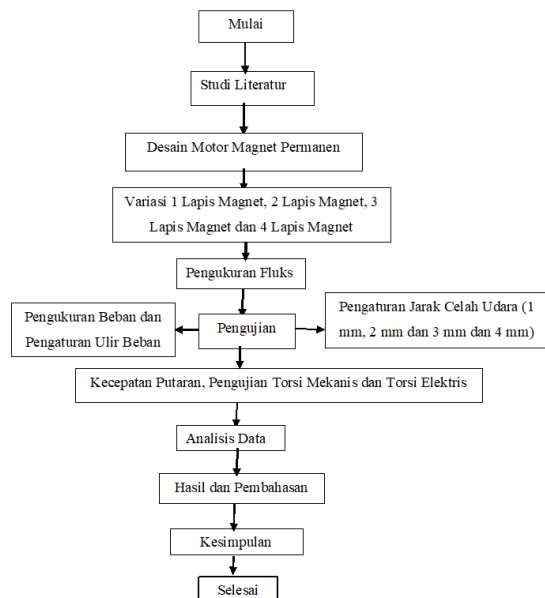 Mulai
Studi Literatur
Desain Motor Magnet Permanen
Variasi 1 Lapis Magnet, 2 Lapis Magnet, 3
Lapis Magnet dan 4 Lapis Magnet
Pengukuran Fluks
Pengukuran Beban dan
Pengaturan Ulir Beban
Pengujian
Pengaturan Jarak Celah Udara (1
mm, 2 mm dan 3 mm dan 4 mm)
Kecepatan Putaran, Pengujian Torsi Mekanis dan Torsi Elektris
Analisis Data
Hasil dan Pembahasan
Kesimpulan
Selesai